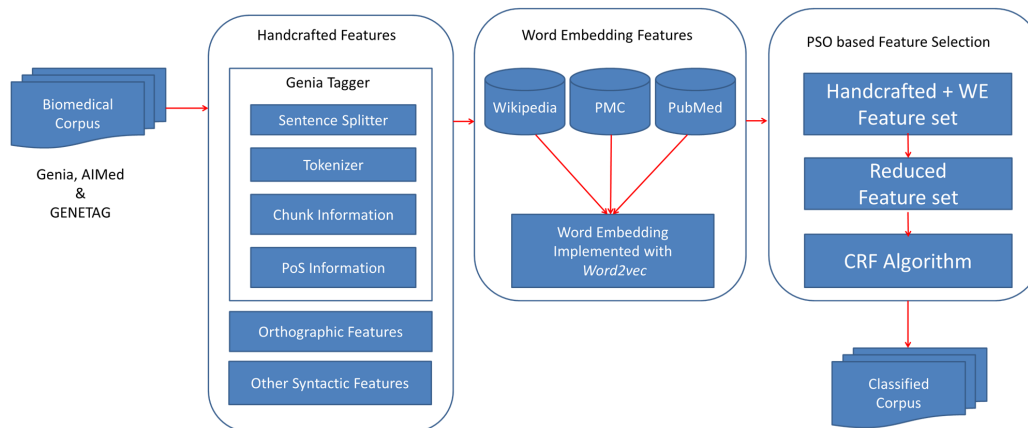 Biomedical
Corpus
Genia, AIMed
&
GENETAG
Handcrafted Features
Genia Tagger
Sentence Splitter
Tokenizer
Chunk Information
PoS Information
Orthographic Features
Other Syntactic Features
Word Embedding Features
Wikipedia
PMC
PubMed
Word Embedding
Implemented with
Word2vec
PSO based Feature Selection
Handcrafted + WE
Feature set
Reduced
Feature set
CRF Algorithm
Classified
Corpus